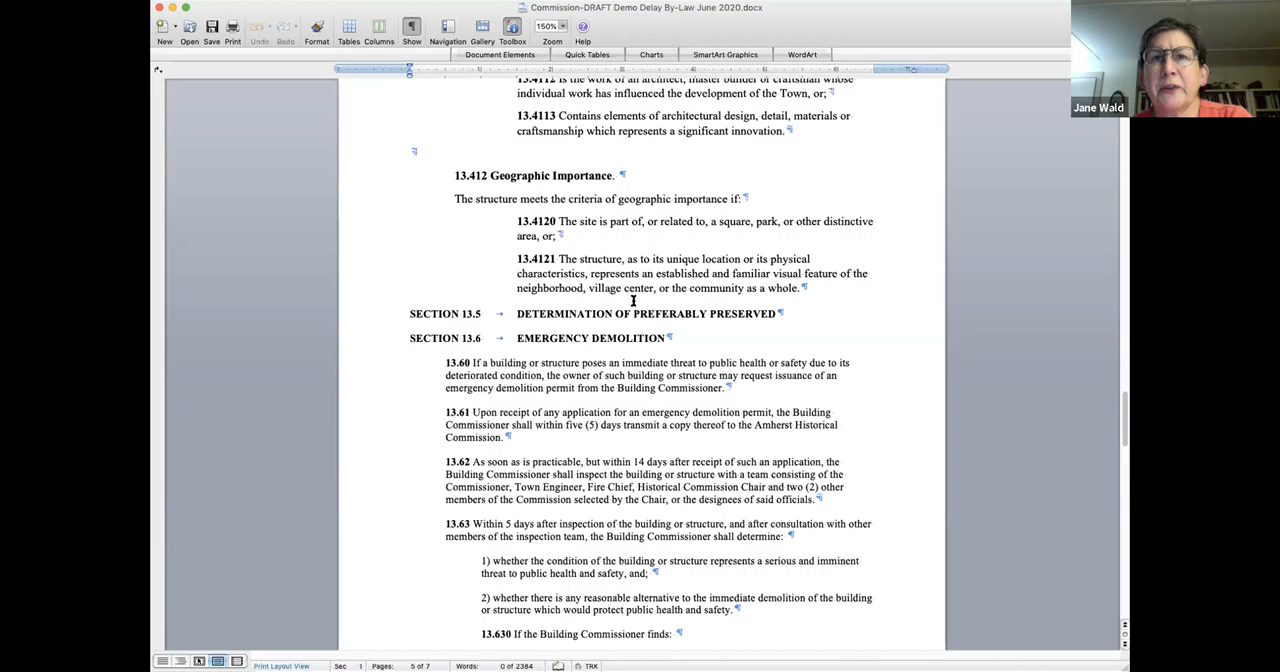 Commission-DRAFT Demo Delay By-Law June 2020.docx
New Open Save Print Undo Redo Format Tables Columns Show Navigation Gallery Toolbox Zoom Help
150%
Document Elements Quick Tables Charts SmartArt Graphics WordArt
13.4112 is the work of an architect, master builder or craftsman whose
individual work has influenced the development of the Town, or;
13.4113 Contains elements of architectural design, detail, materials or
craftsmanship which represents a significant innovation.
13.412 Geographic Importance.
The structure meets the criteria of geographic importance if:
13.4120 The site is part of, or related to, a square, park, or other distinctive
area, or;
13.4121 The structure, as to its unique location or its physical
characteristics, represents an established and familiar visual feature of the
neighborhood, village center, or the community as a whole.
SECTION 13.5 → DETERMINATION OF PREFERABLY PRESERVED
SECTION 13.6 → EMERGENCY DEMOLITION
13.60 If a building or structure poses an immediate threat to public health or safety due to its
deteriorated condition, the owner of such building or structure may request issuance of an
emergency demolition permit from the Building Commissioner.
13.61 Upon receipt of any application for an emergency demolition permit, the Building
Commissioner shall within five (5) days transmit a copy thereof to the Amherst Historical
Commission.
13.62 As soon as is practicable, but within 14 days after receipt of such an application, the
Building Commissioner shall inspect the building or structure with a team consisting of the
Commissioner, Town Engineer, Fire Chief, Historical Commission Chair and two (2) other
members of the Commission selected by the Chair, or the designees of said officials.
13.63 Within 5 days after inspection of the building or structure, and after consultation with other
members of the inspection team, the Building Commissioner shall determine:
1) whether the condition of the building or structure represents a serious and imminent
threat to public health and safety, and;
2) whether there is any reasonable alternative to the immediate demolition of the building
or structure which would protect public health and safety.
13.630 If the Building Commissioner finds:
Print Layout View Sec 1 Pages: 5 of 7 Words: 0 of 2384 TRK
Jane Wald